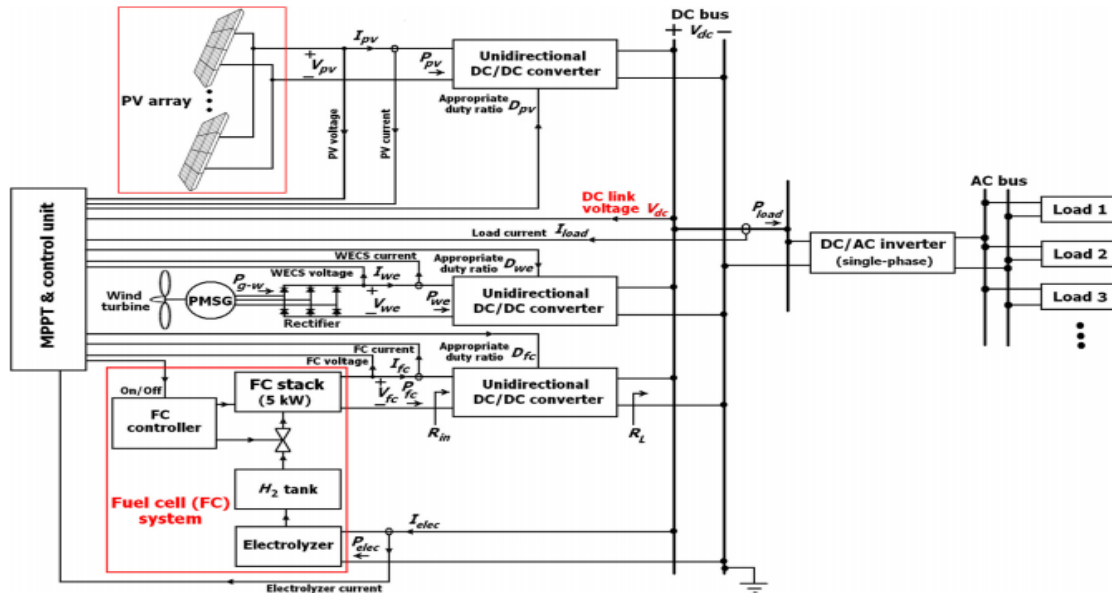 DC bus
+ Vdc −
Ipv
+
Vpv
−
Ppv
Unidirectional
DC/DC converter
PV array
Appropriate
duty ratio Dpv
PV voltage
PV current
MPPT & control unit
DC link
voltage Vdc
Pload
AC bus
Load 1
Load current Iload
DC/AC inverter
(single-phase)
Load 2
Load 3
WECS current
Appropriate
duty ratio Dwe
WECS voltage
Iwe
Pg-w
Wind
turbine
PMSG
Rectifier
+
Vwe
−
Pwe
Unidirectional
DC/DC converter
FC current
Appropriate
duty ratio Dfc
FC voltage
Ifc
On/Off
FC stack
(5 kW)
+
Vfc
−
Pfc
Unidirectional
DC/DC converter
FC
controller
Rin
RL
H2 tank
Fuel cell (FC)
system
Electrolyzer
Ielec
Pelec
Electrolyzer current